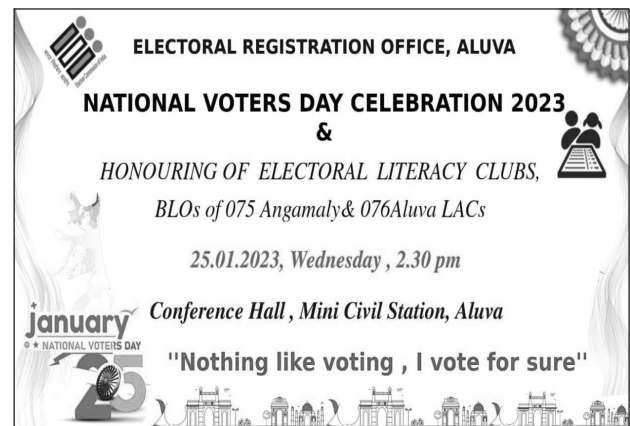 ELECTORAL REGISTRATION OFFICE, ALUVA
NATIONAL VOTERS DAY CELEBRATION 2023
&
HONOURING OF ELECTORAL LITERACY CLUBS,
BLOs of 075 Angamaly& 076Aluva LACs
25.01.2023, Wednesday , 2.30 pm
Conference Hall , Mini Civil Station, Aluva
january
NATIONAL VOTERS DAY
25
"Nothing like voting , I vote for sure"